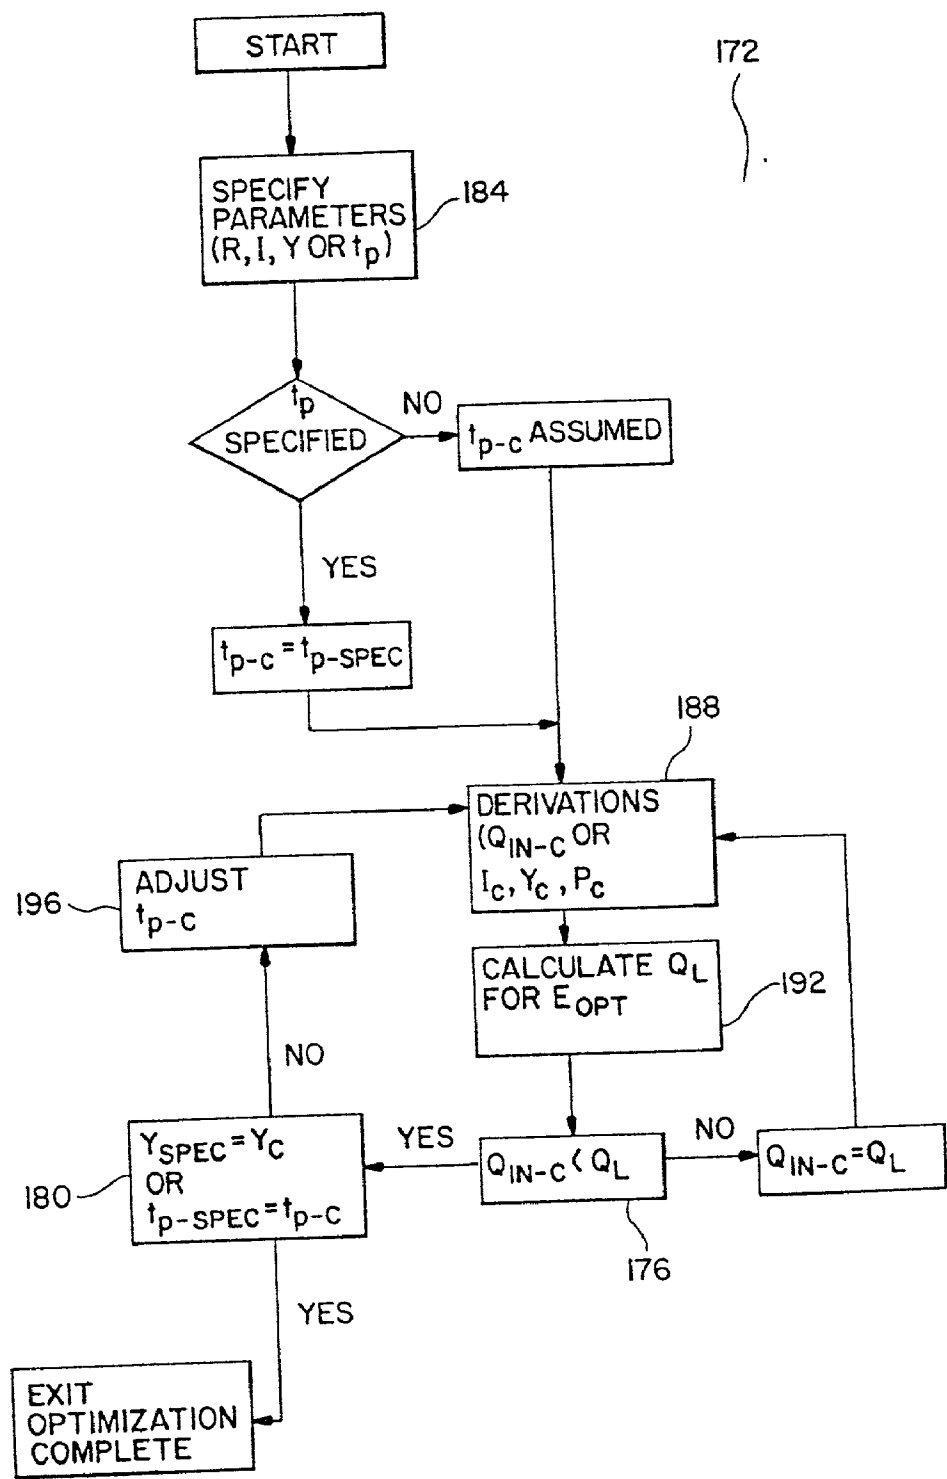 START
172
SPECIFY
PARAMETERS
(R, I, Y OR tp)
184
tp
SPECIFIED
NO
tp-c ASSUMED
YES
tp-c = tp-SPEC
188
DERIVATIONS
(QIN-C OR
IC, YC, PC
ADJUST
tp-c
196
CALCULATE QL
FOR EOPT
192
NO
YSPEC = YC
OR
tp-SPEC = tp-c
180
YES
QIN-C < QL
NO
QIN-C = QL
176
YES
EXIT
OPTIMIZATION
COMPLETE